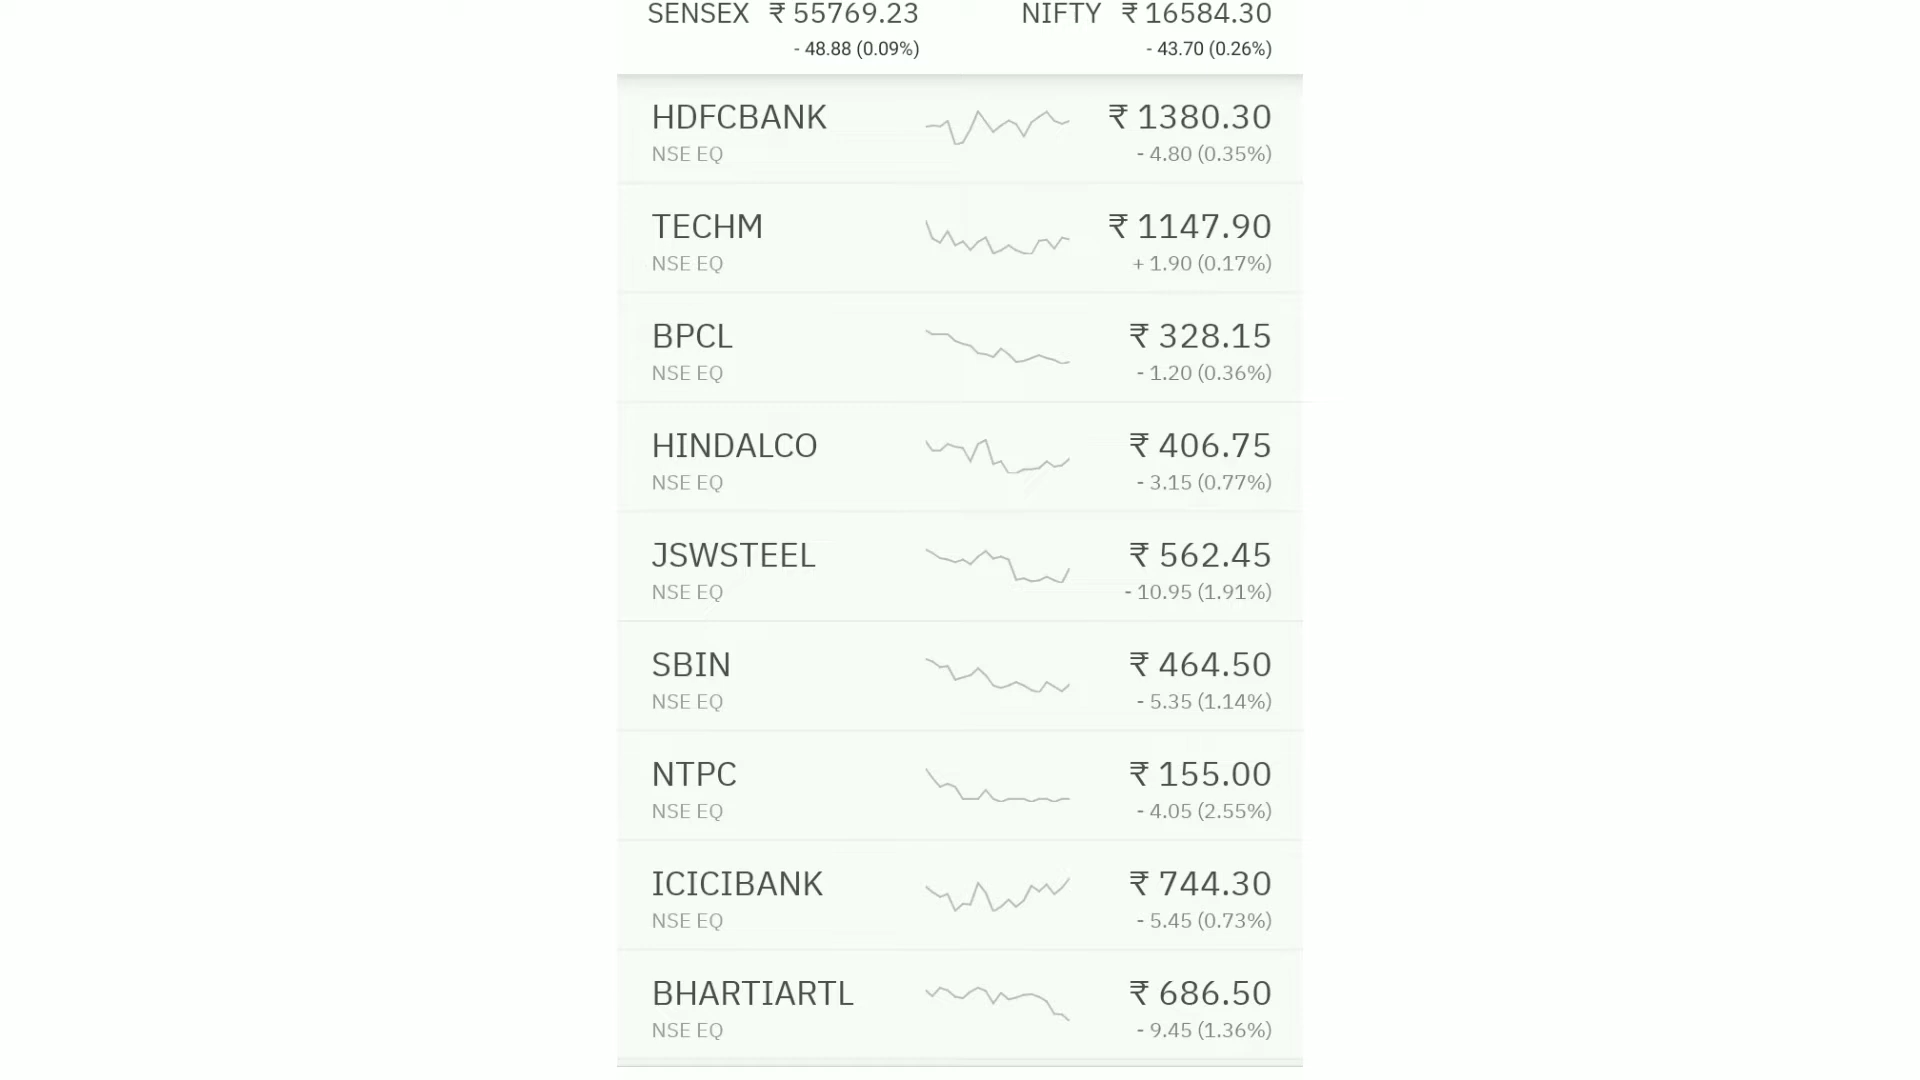 SENSEX ₹ 55769.23 NIFTY ₹ 16584.30
- 48.88 (0.09%) - 43.70 (0.26%)
HDFCBANK ₹ 1380.30
NSE EQ - 4.80 (0.35%)
TECHM ₹ 1147.90
NSE EQ + 1.90 (0.17%)
BPCL ₹ 328.15
NSE EQ - 1.20 (0.36%)
HINDALCO ₹ 406.75
NSE EQ - 3.15 (0.77%)
JSWSTEEL ₹ 562.45
NSE EQ - 10.95 (1.91%)
SBIN ₹ 464.50
NSE EQ - 5.35 (1.14%)
NTPC ₹ 155.00
NSE EQ - 4.05 (2.55%)
ICICIBANK ₹ 744.30
NSE EQ - 5.45 (0.73%)
BHARTIARTL ₹ 686.50
NSE EQ - 9.45 (1.36%)